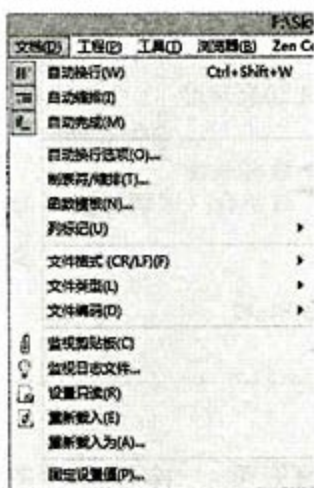 文档(D) 工程(P) 工具(T) 浏览器(B) Zen Co
自动换行(W) Ctrl+Shift+W
自动缩排(I)
自动完成(M)
自动换行选项(O)...
制表符/缩排(T)...
函数模板(N)...
列标记(U)
文件格式 (CR/LF)(F)
文件类型(L)
文件编码(D)
监视剪贴板(C)
监视日志文件...
设置只读(R)
重新载入(E)
重新载入为(A)...
固定设置值(P)...